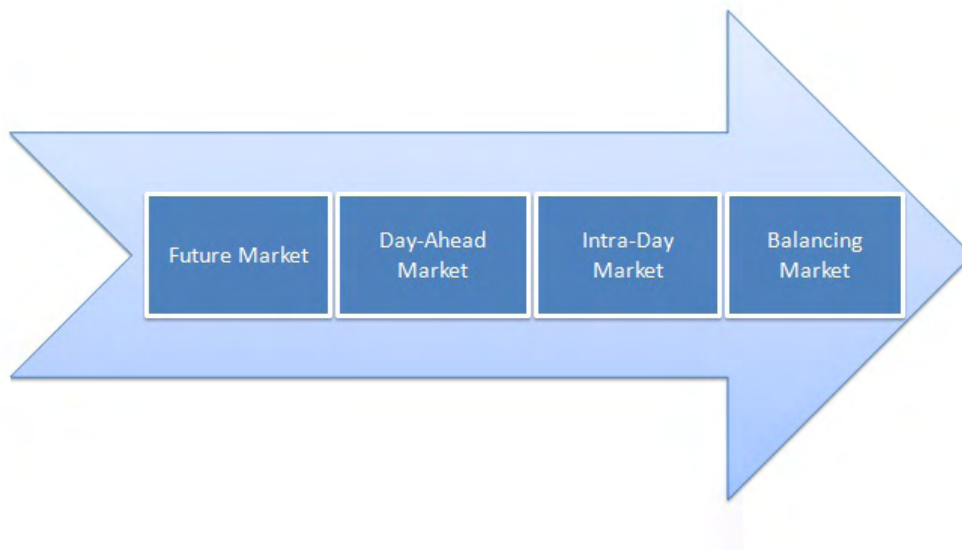 Future Market
Day-Ahead
Market
Intra-Day
Market
Balancing
Market